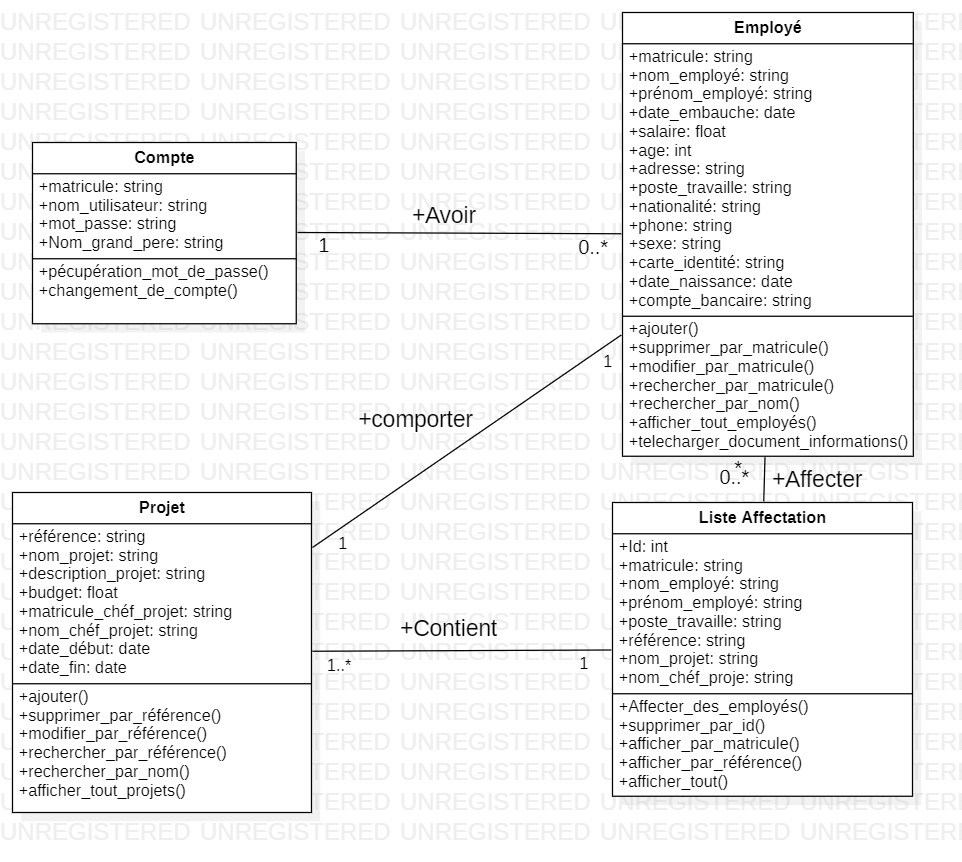 Employé
+matricule: string
+nom_employé: string
+prénom_employé: string
+date_embauche: date
+salaire: float
+age: int
+adresse: string
+poste_travaille: string
+nationalité: string
+phone: string
+sexe: string
+carte_identité: string
+date_naissance: date
+compte_bancaire: string
+ajouter()
+supprimer_par_matricule()
+modifier_par_matricule()
+rechercher_par_matricule()
+rechercher_par_nom()
+afficher_tout_employés()
+telecharger_document_informations()
Compte
+matricule: string
+nom_utilisateur: string
+mot_passe: string
+Nom_grand_pere: string
+pécupération_mot_de_passe()
+changement_de_compte()
+Avoir
1
0..*
1
+comporter
1
*
0..*
+Affecter
Projet
+référence: string
+nom_projet: string
+description_projet: string
+budget: float
+matricule_chéf_projet: string
+nom_chéf_projet: string
+date_début: date
+date_fin: date
+ajouter()
+supprimer_par_référence()
+modifier_par_référence()
+rechercher_par_référence()
+rechercher_par_nom()
+afficher_tout_projets()
+Contient
1..*
1
Liste Affectation
+Id: int
+matricule: string
+nom_employé: string
+prénom_employé: string
+poste_travaille: string
+référence: string
+nom_projet: string
+nom_chéf_proje: string
+Affecter_des_employés()
+supprimer_par_id()
+afficher_par_matricule()
+afficher_par_référence()
+afficher_tout()
UNREGISTERED UNREGISTERED UNREGISTERED UNREGISTERED UNREGISTERED